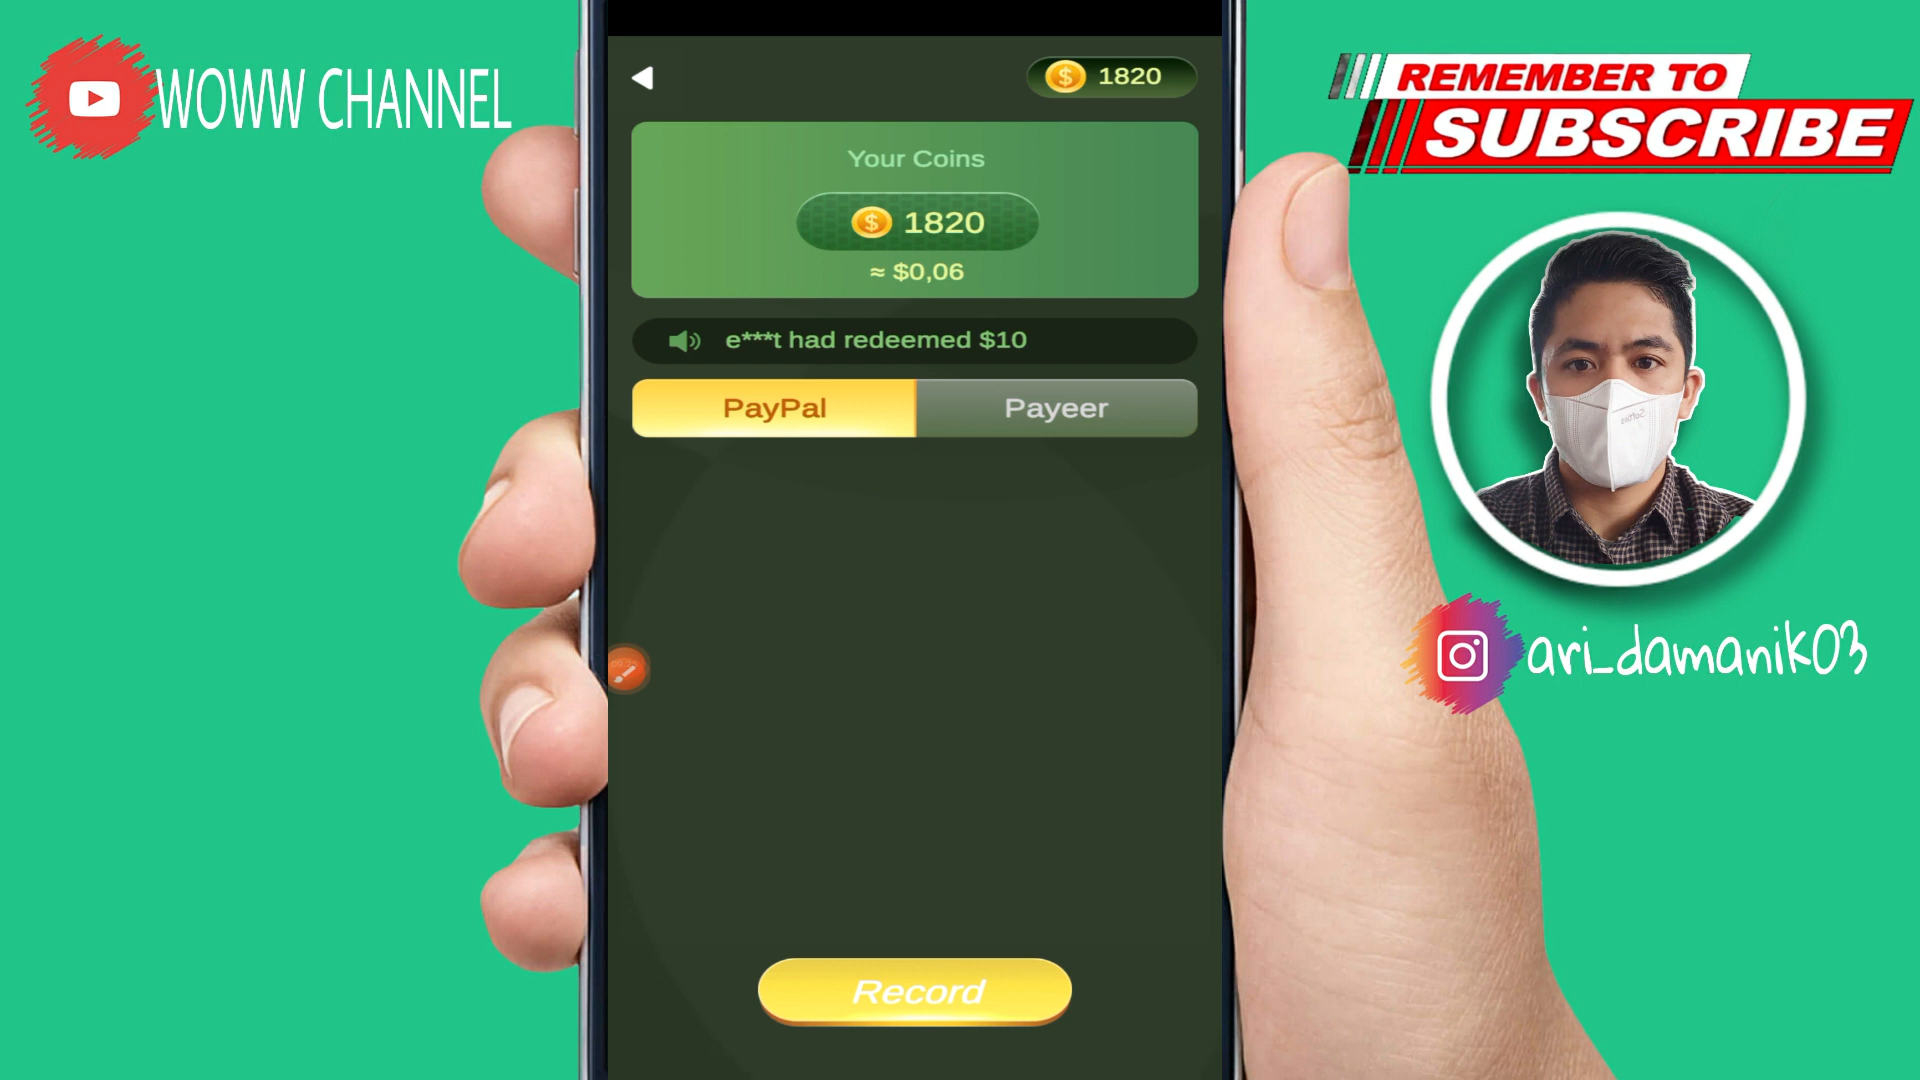 WOWW CHANNEL
1820
REMEMBER TO
SUBSCRIBE
Your Coins
1820
≈ $0,06
e***t had redeemed $10
PayPal
Payeer
ari_damanik03
Record